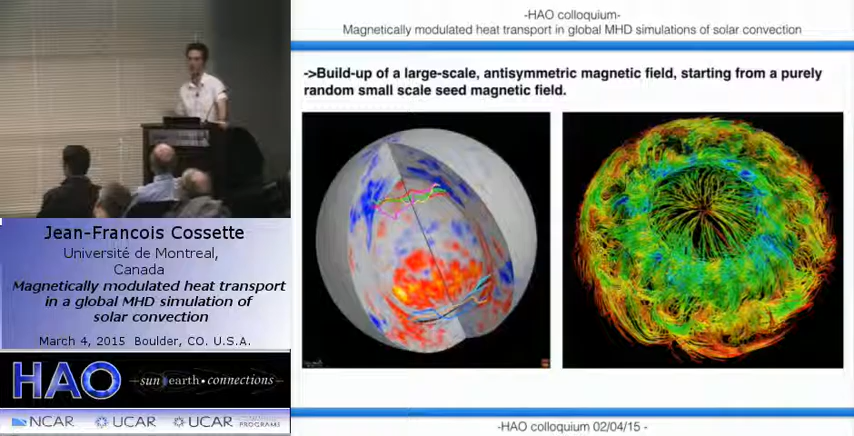 -HAO colloquium-
Magnetically modulated heat transport in global MHD simulations of solar convection
->Build-up of a large-scale, antisymmetric magnetic field, starting from a purely
random small scale seed magnetic field.
-HAO colloquium 02/04/15 -
Jean-Francois Cossette
Université de Montreal,
Canada
Magnetically modulated heat transport
in a global MHD simulation of
solar convection
March 4, 2015 Boulder, CO. U.S.A.
HAO -sun earth•connections-
NCAR UCAR UCAR COMMUNITY PROGRAMS